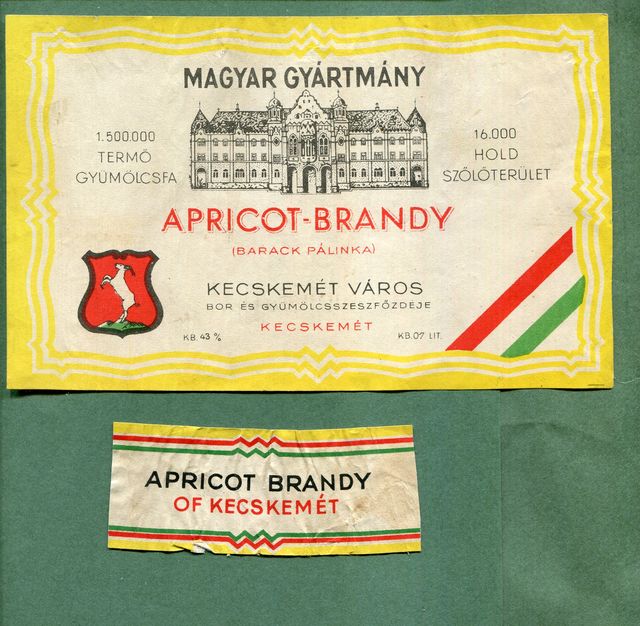 MAGYAR GYÁRTMÁNY
1.500.000
TERMŐ
GYÜMÖLCSFA
16.000
HOLD
SZŐLŐTERÜLET
APRICOT-BRANDY
(BARACK PÁLINKA)
KECSKEMÉT VÁROS
BOR ÉS GYÜMÖLCSSZESZFŐZDÉJE
KECSKEMÉT
KB. 43 %
KB. 07 LIT.
APRICOT BRANDY
OF KECSKEMÉT